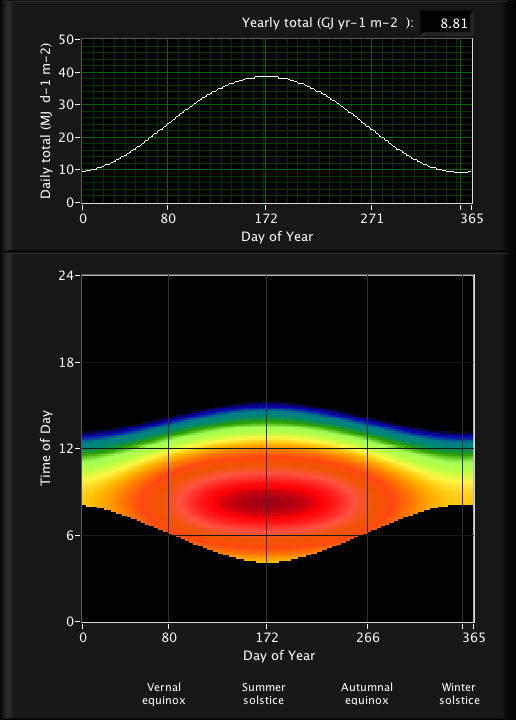 Yearly total (GJ yr-1 m-2 ): 8.81
Daily total (MJ d-1 m-2)
50
40
30
20
10
0
0 80 172 271 365
Day of Year
Time of Day
24
18
12
6
0
0 80 172 266 365
Day of Year
Vernal equinox
Summer solstice
Autumnal equinox
Winter solstice